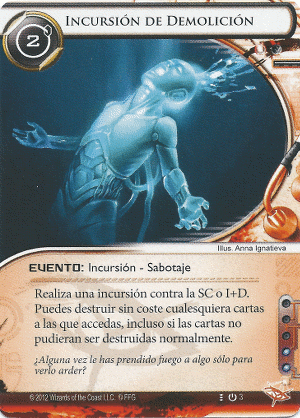 INCURSIÓN DE DEMOLICIÓN
2
Illus. Anna Ignatieva
EVENTO: Incursión - Sabotaje
Realiza una incursión contra la SC o I+D.
Puedes destruir sin coste cualesquiera cartas
a las que accedas, incluso si las cartas no
pudieran ser destruidas normalmente.
¿Alguna vez le has prendido fuego a algo sólo para
verlo arder?
© 2012 Wizards of the Coast LLC. © FFG
3